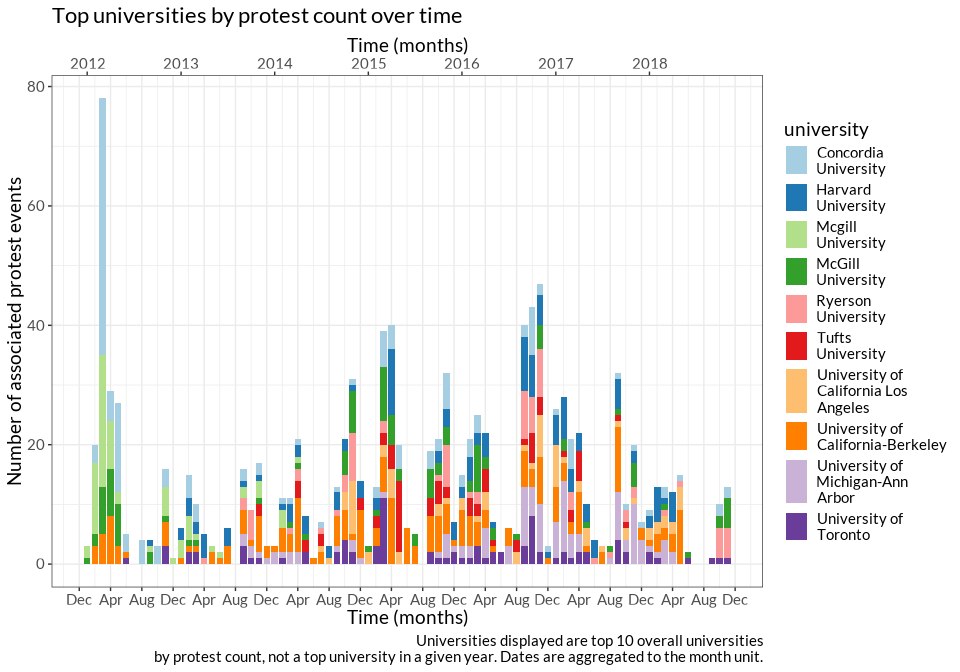 Top universities by protest count over time
Time (months)
2012 2013 2014 2015 2016 2017 2018
80
60
40
20
0
Number of associated protest events
Dec Apr Aug Dec Apr Aug Dec Apr Aug Dec Apr Aug Dec Apr Aug Dec Apr Aug Dec Apr Aug Dec
Time (months)
Universities displayed are top 10 overall universities
by protest count, not a top university in a given year. Dates are aggregated to the month unit.
university
Concordia
University
Harvard
University
Mcgill
University
McGill
University
Ryerson
University
Tufts
University
University of
California Los
Angeles
University of
California-Berkeley
University of
Michigan-Ann
Arbor
University of
Toronto